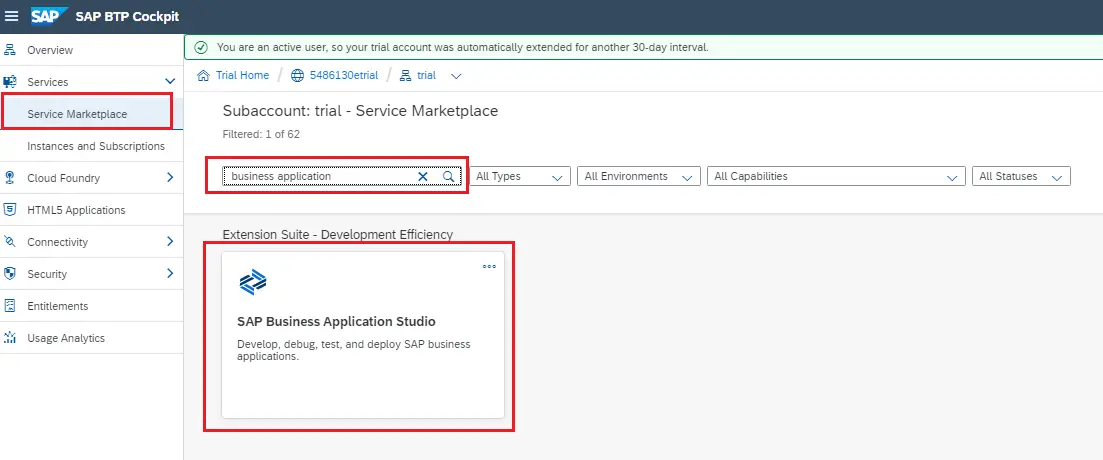 SAP SAP BTP Cockpit
Overview
Services
Service Marketplace
Instances and Subscriptions
Cloud Foundry
HTML5 Applications
Connectivity
Security
Entitlements
Usage Analytics
You are an active user, so your trial account was automatically extended for another 30-day interval.
Trial Home / 5486130etrial / trial
Subaccount: trial - Service Marketplace
Filtered: 1 of 62
business application All Types All Environments All Capabilities All Statuses
Extension Suite - Development Efficiency
SAP Business Application Studio
Develop, debug, test, and deploy SAP business
applications.